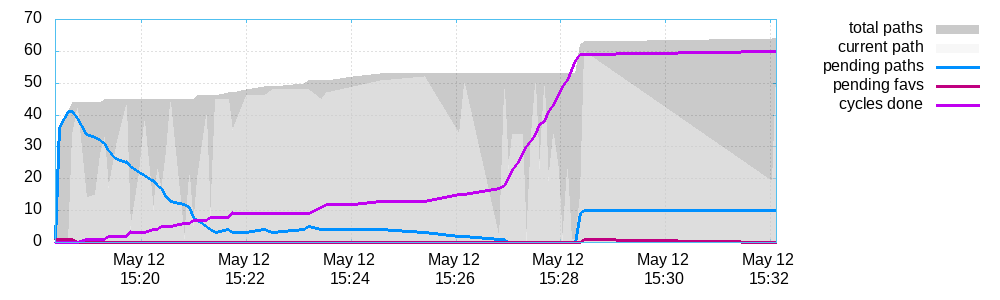 70
60
50
40
30
20
10
0
May 12 May 12 May 12 May 12 May 12 May 12 May 12
15:20 15:22 15:24 15:26 15:28 15:30 15:32
total paths
current path
pending paths
pending favs
cycles done